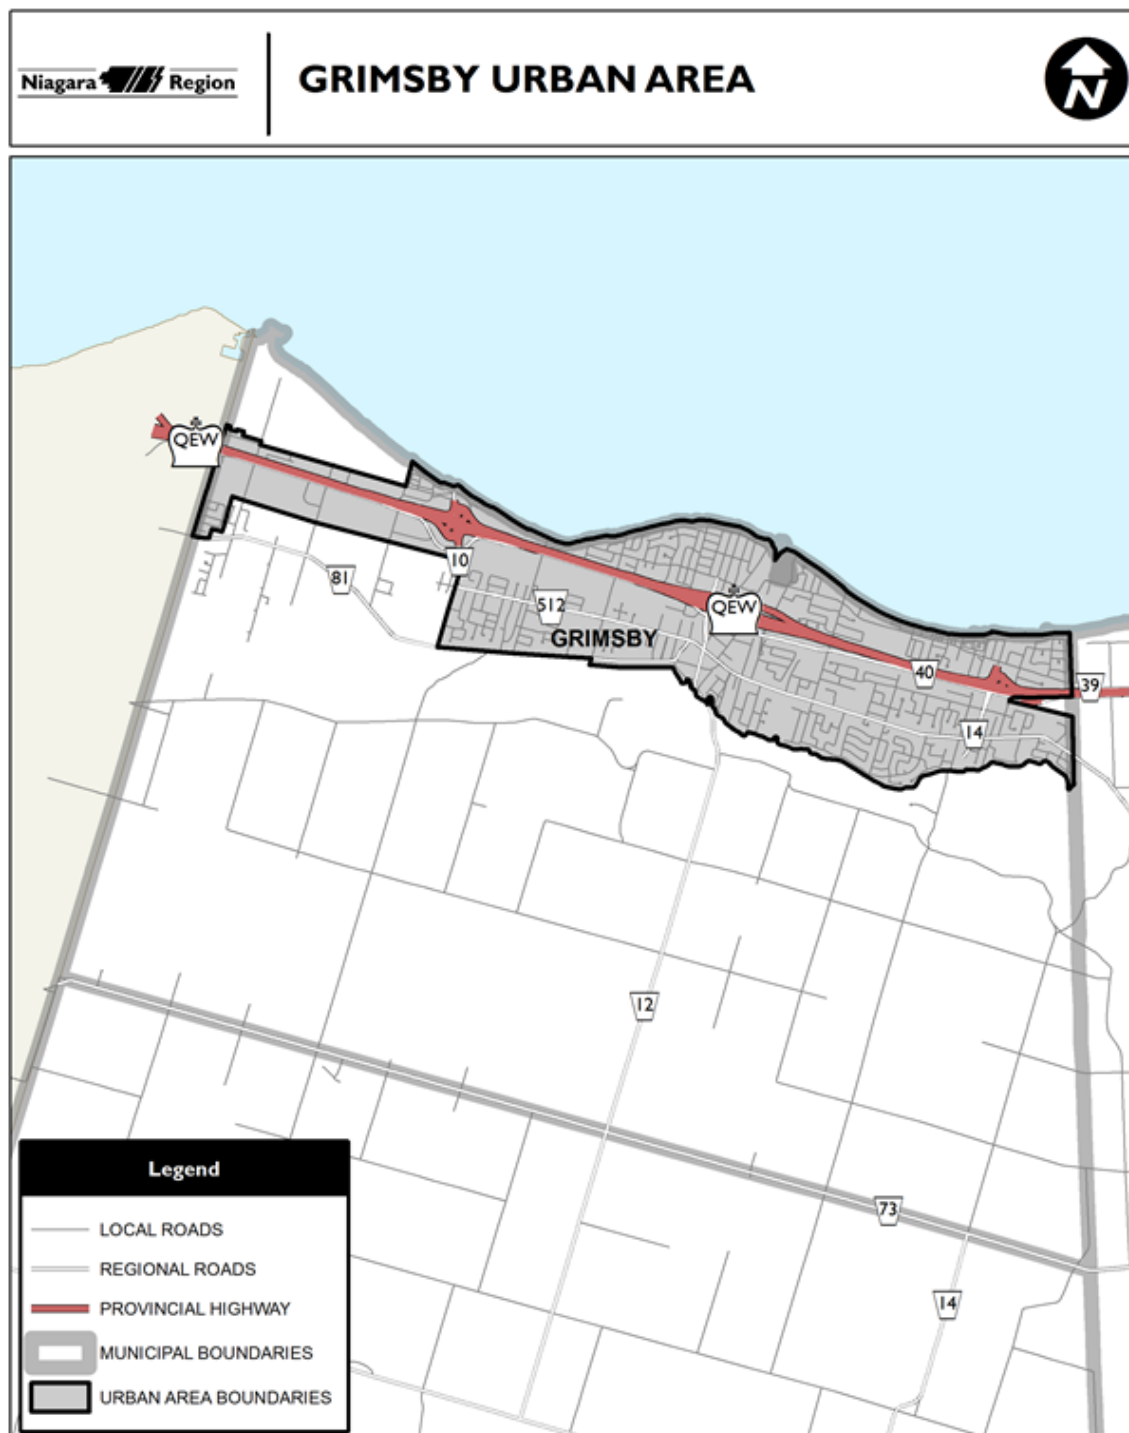 Niagara Region
GRIMSBY URBAN AREA
N
QEW
10
81
512
QEW
GRIMSBY
40
39
14
12
73
14
Legend
LOCAL ROADS
REGIONAL ROADS
PROVINCIAL HIGHWAY
MUNICIPAL BOUNDARIES
URBAN AREA BOUNDARIES